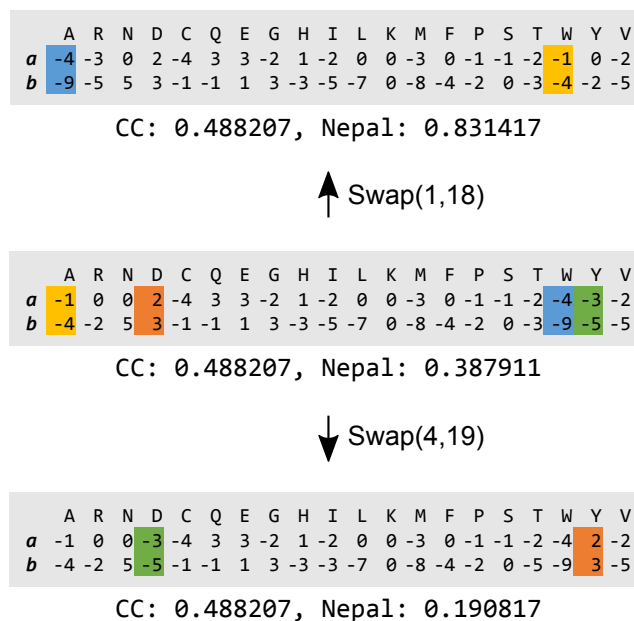 A R N D C Q E G H I L K M F P S T W Y V
a -4 -3 0 2 -4 3 3 -2 1 -2 0 0 -3 0 -1 -1 -2 -1 0 -2
b -9 -5 5 3 -1 -1 1 3 -3 -5 -7 0 -8 -4 -2 0 -3 -4 -2 -5
CC: 0.488207, Nepal: 0.831417
Swap(1,18)
A R N D C Q E G H I L K M F P S T W Y V
a -1 0 0 2 -4 3 3 -2 1 -2 0 0 -3 0 -1 -1 -2 -4 -3 -2
b -4 -2 5 3 -1 -1 1 3 -3 -5 -7 0 -8 -4 -2 0 -3 -9 -5 -5
CC: 0.488207, Nepal: 0.387911
Swap(4,19)
A R N D C Q E G H I L K M F P S T W Y V
a -1 0 0 -3 -4 3 3 -2 1 -2 0 0 -3 0 -1 -1 -2 -4 2 -2
b -4 -2 5 -5 -1 -1 1 3 -3 -3 -7 0 -8 -4 -2 0 -5 -9 3 -5
CC: 0.488207, Nepal: 0.190817